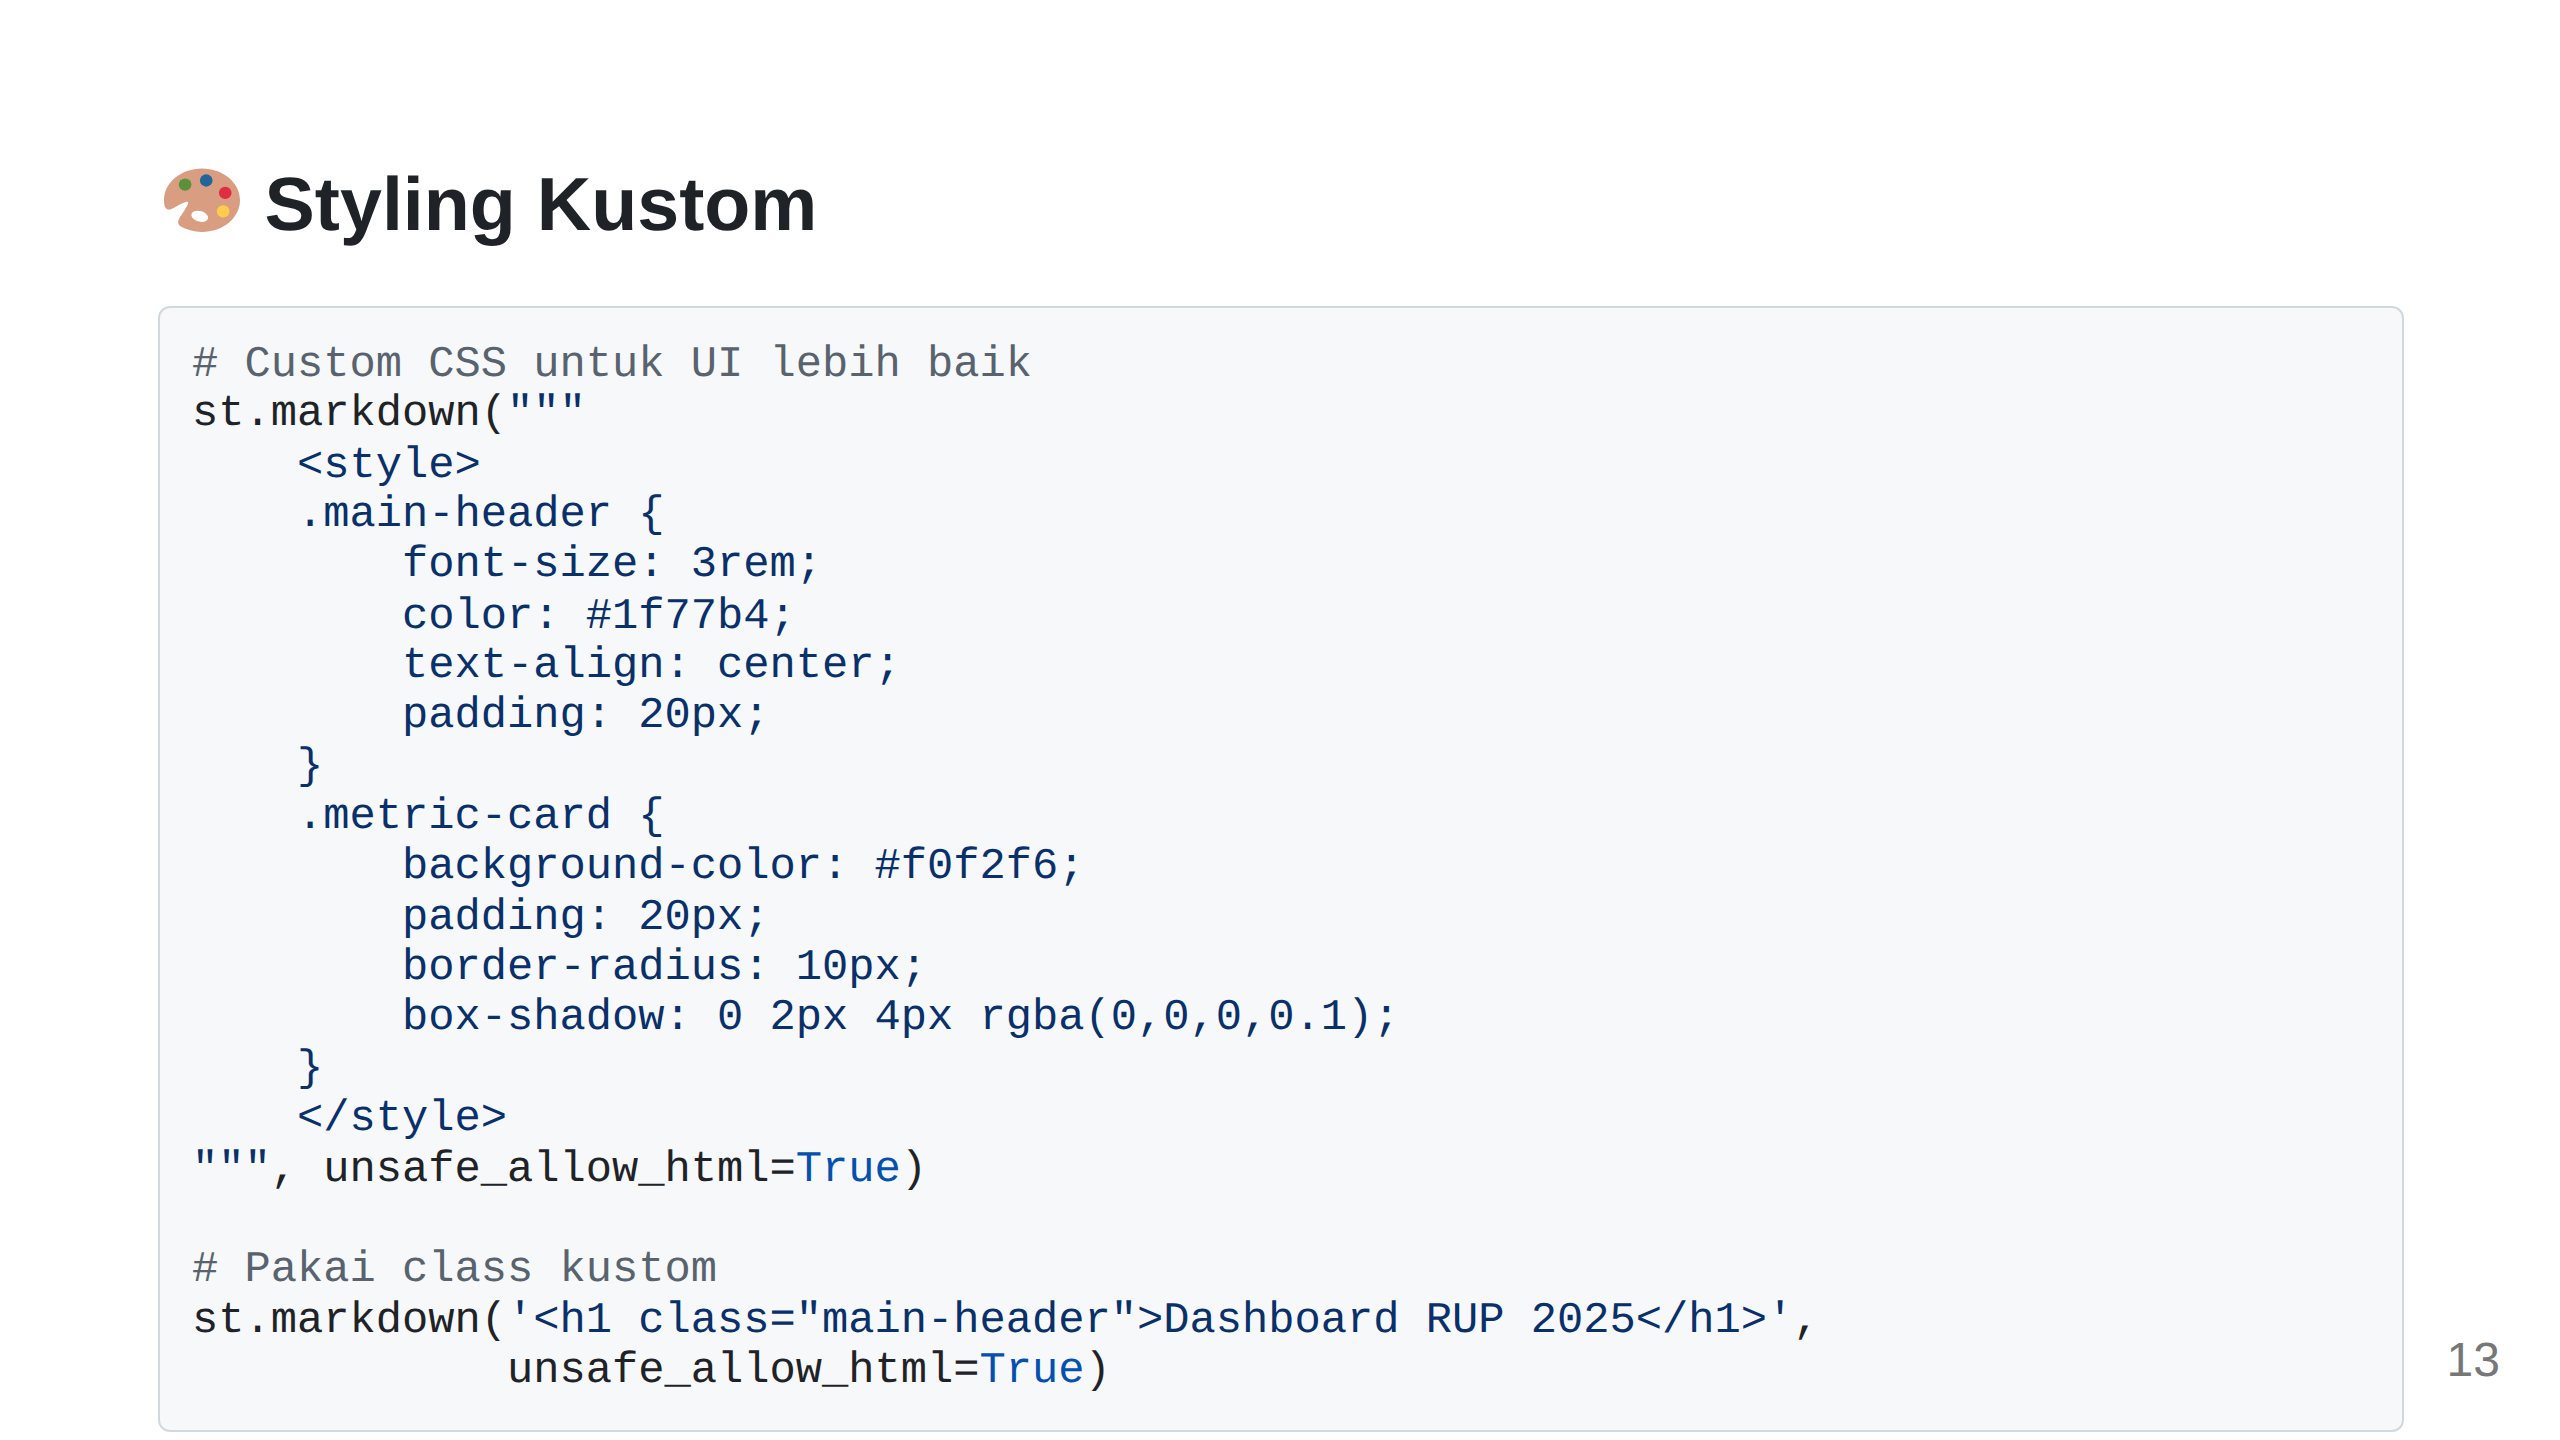 🎨 Styling Kustom
# Custom CSS untuk UI lebih baik
st.markdown("""
    <style>
    .main-header {
        font-size: 3rem;
        color: #1f77b4;
        text-align: center;
        padding: 20px;
    }
    .metric-card {
        background-color: #f0f2f6;
        padding: 20px;
        border-radius: 10px;
        box-shadow: 0 2px 4px rgba(0,0,0,0.1);
    }
    </style>
""", unsafe_allow_html=True)

# Pakai class kustom
st.markdown('<h1 class="main-header">Dashboard RUP 2025</h1>',
            unsafe_allow_html=True)
13